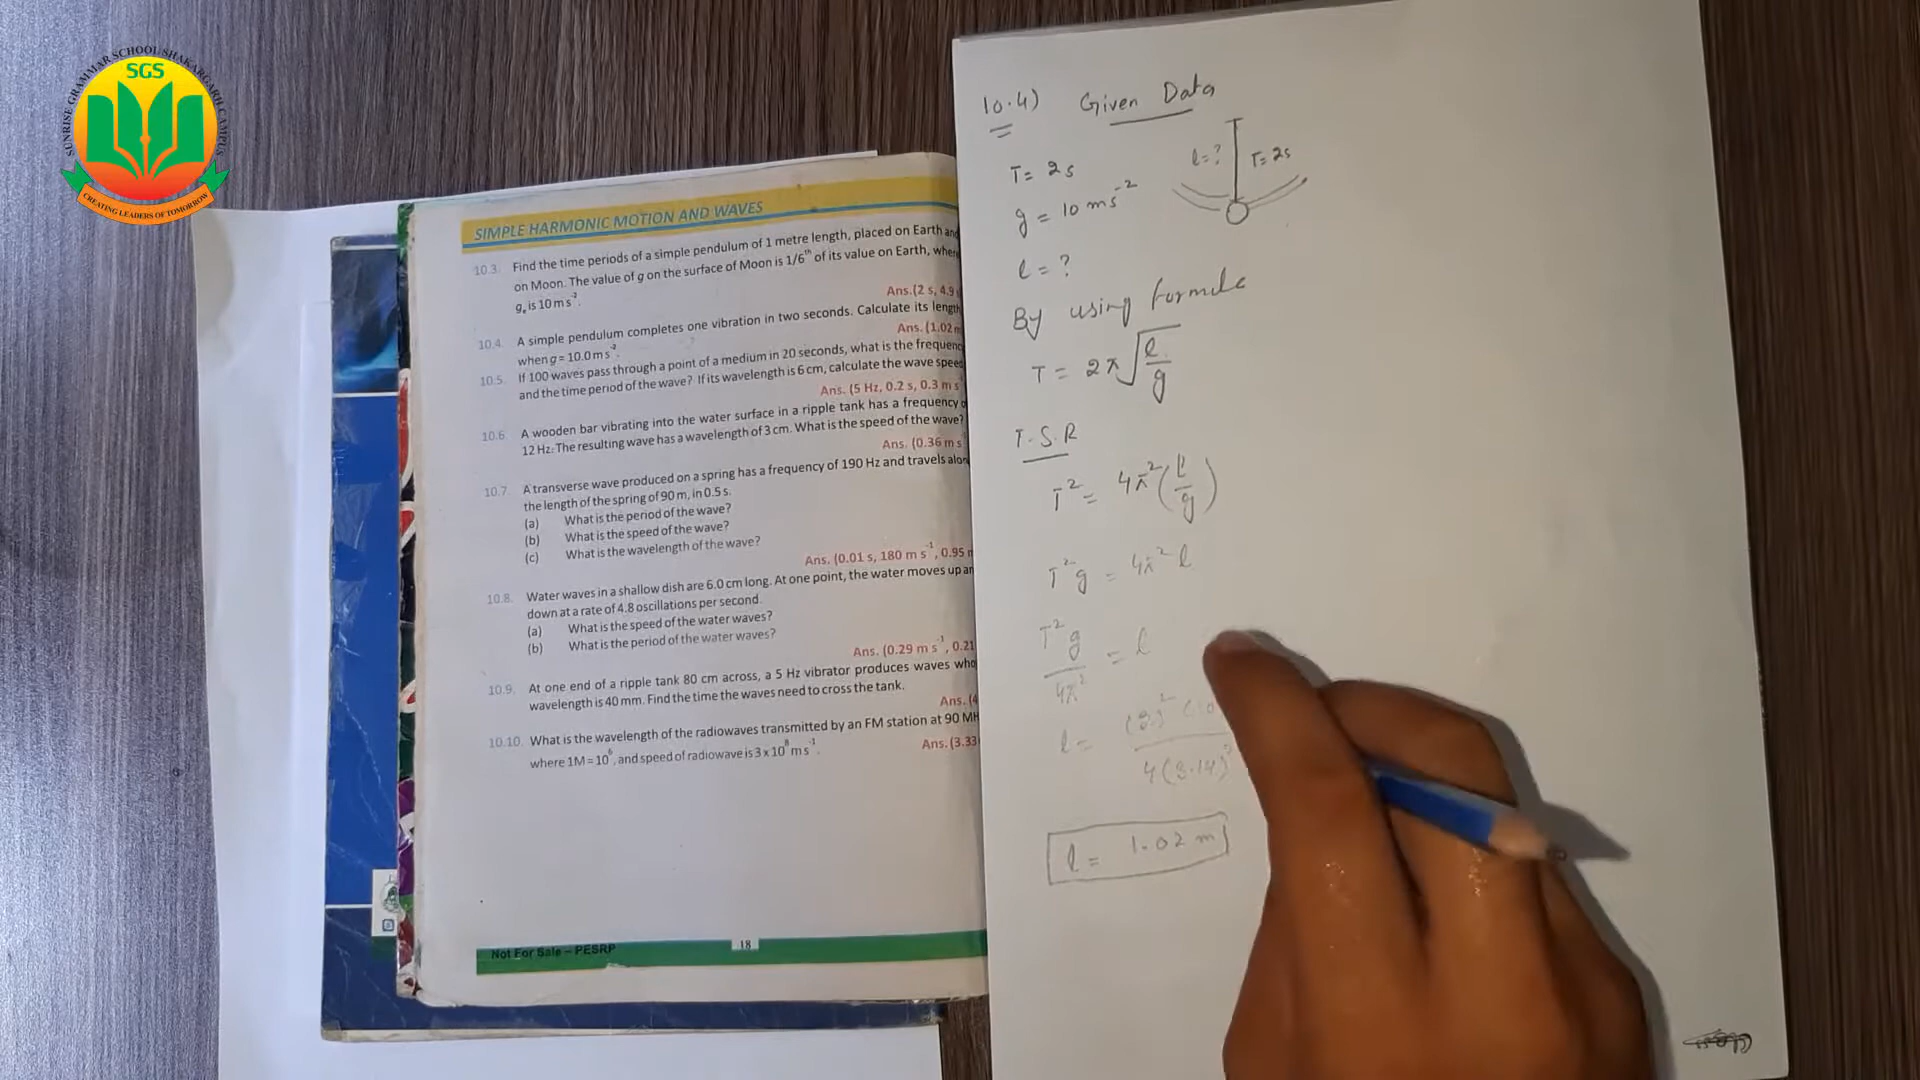 SUNRISE GRAMMAR SCHOOL SHAKARGARH CAMPUS
SGS
CREATING LEADERS OF TOMORROW
SIMPLE HARMONIC MOTION AND WAVES
10.3. Find the time periods of a simple pendulum of 1 metre length, placed on Earth and
on Moon. The value of g on the surface of Moon is 1/6th of its value on Earth, where
gₑ is 10 m s⁻².
Ans.(2 s, 4.9
10.4. A simple pendulum completes one vibration in two seconds. Calculate its length
when g = 10.0 m s⁻².
Ans. (1.02 m
10.5. If 100 waves pass through a point of a medium in 20 seconds, what is the frequenc
and the time period of the wave? If its wavelength is 6 cm, calculate the wave spee
Ans. (5 Hz, 0.2 s, 0.3 m s⁻
10.6. A wooden bar vibrating into the water surface in a ripple tank has a frequency o
12 Hz. The resulting wave has a wavelength of 3 cm. What is the speed of the wave?
Ans. (0.36 m s⁻
10.7. A transverse wave produced on a spring has a frequency of 190 Hz and travels alon
the length of the spring of 90 m, in 0.5 s.
(a) What is the period of the wave?
(b) What is the speed of the wave?
(c) What is the wavelength of the wave?
Ans. (0.01 s, 180 m s⁻¹, 0.95 m
10.8. Water waves in a shallow dish are 6.0 cm long. At one point, the water moves up an
down at a rate of 4.8 oscillations per second.
(a) What is the speed of the water waves?
(b) What is the period of the water waves?
Ans. (0.29 m s⁻¹, 0.21
10.9. At one end of a ripple tank 80 cm across, a 5 Hz vibrator produces waves who
wavelength is 40 mm. Find the time the waves need to cross the tank.
Ans. (4
10.10. What is the wavelength of the radiowaves transmitted by an FM station at 90 MH
where 1M = 10⁶, and speed of radiowave is 3 x 10⁸ m s⁻¹.
Ans. (3.33
Not For Sale – PESRP
18
10.4) Given Data
T = 2s
g = 10 ms⁻²
l = ?
l = ? T = 2s
By using formula
T = 2π√(l/g)
T.S.R
T² = 4π²(l/g)
T²g = 4π² l
T²g/4π² = l
l = (2)² (10/4(3.14)²
l = 1.02 m